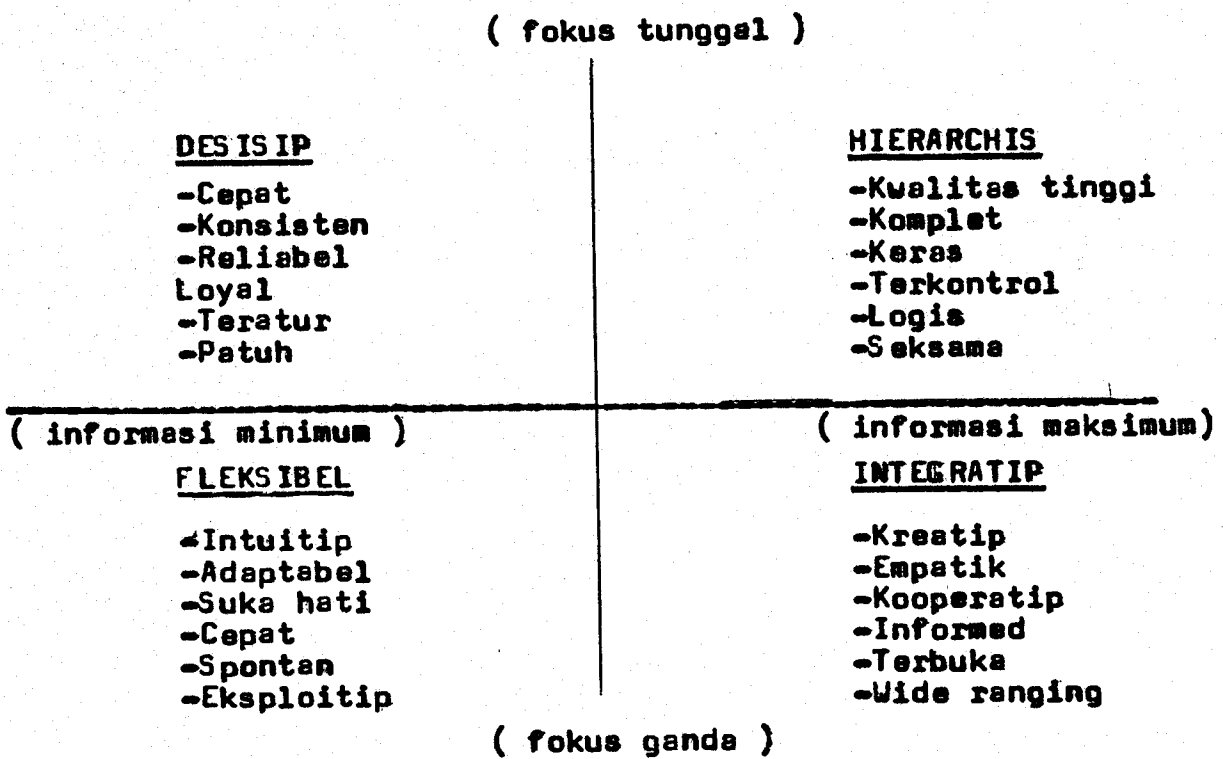 ( fokus tunggal )
DESISIP
-Cepat
-Konsisten
-Reliabel
Loyal
-Teratur
-Patuh
HIERARCHIS
-Kwalitas tinggi
-Komplet
-Keras
-Terkontrol
-Logis
-Seksama
( informasi minimum )
( informasi maksimum)
FLEKSIBEL
-Intuitip
-Adaptabel
-Suka hati
-Cepat
-Spontan
-Eksploitip
INTEGRATIP
-Kreatip
-Empatik
-Kooperatip
-Informed
-Terbuka
-Wide ranging
( fokus ganda )